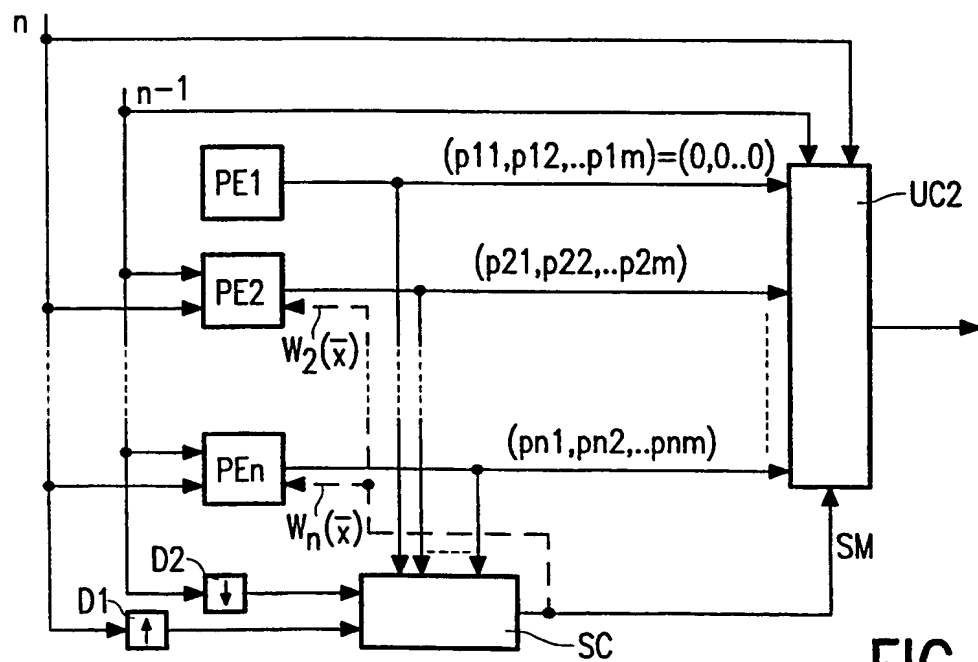 n
n-1
(p11,p12,..p1m)=(0,0..0)
PE1
UC2
(p21,p22,..p2m)
PE2
W2(x̅)
(pn1,pn2,..pnm)
PEn
Wn(x̅)
SM
D2
D1
SC
FIG